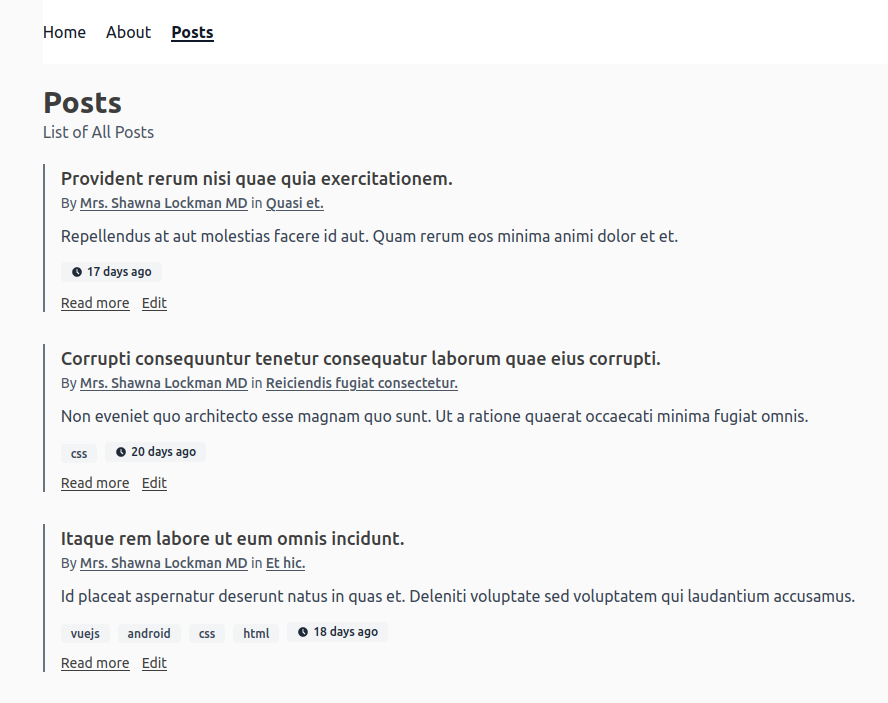 Home About Posts
Posts
List of All Posts
Provident rerum nisi quae quia exercitationem.
By Mrs. Shawna Lockman MD in Quasi et.
Repellendus at aut molestias facere id aut. Quam rerum eos minima animi dolor et et.
17 days ago
Read more Edit
Corrupti consequuntur tenetur consequatur laborum quae eius corrupti.
By Mrs. Shawna Lockman MD in Reiciendis fugiat consectetur.
Non eveniet quo architecto esse magnam quo sunt. Ut a ratione quaerat occaecati minima fugiat omnis.
css 20 days ago
Read more Edit
Itaque rem labore ut eum omnis incidunt.
By Mrs. Shawna Lockman MD in Et hic.
Id placeat aspernatur deserunt natus in quas et. Deleniti voluptate sed voluptatem qui laudantium accusamus.
vuejs android css html 18 days ago
Read more Edit